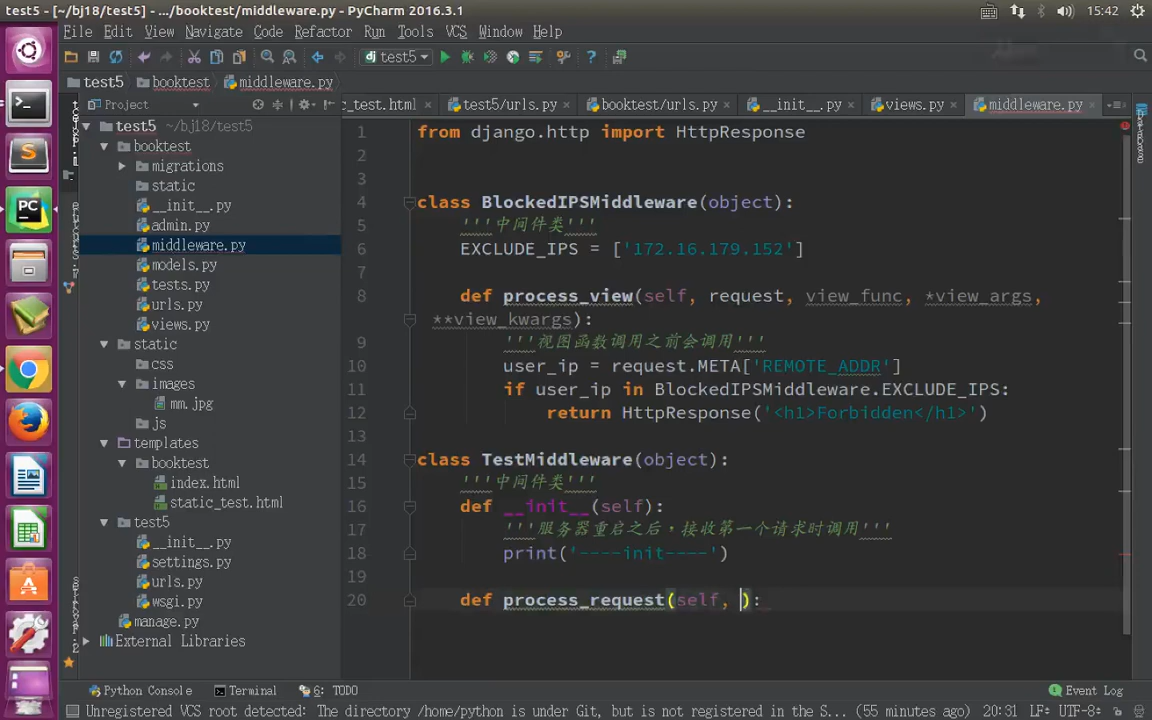 test5 - [~/bj18/test5] - .../booktest/middleware.py - PyCharm 2016.3.1
15:42
File Edit View Navigate Code Refactor Run Tools VCS Window Help
test5
test5 booktest middleware.py
Project
c_test.html test5/urls.py booktest/urls.py __init__.py views.py middleware.py
test5 ~/bj18/test5
booktest
migrations
static
__init__.py
admin.py
middleware.py
models.py
tests.py
urls.py
views.py
static
css
images
mm.jpg
js
templates
booktest
index.html
static_test.html
test5
__init__.py
settings.py
urls.py
wsgi.py
manage.py
External Libraries
1 from django.http import HttpResponse
2
3
4 class BlockedIPSMiddleware(object):
5 '''中间件类'''
6 EXCLUDE_IPS = ['172.16.179.152']
7
8 def process_view(self, request, view_func, *view_args,
**view_kwargs):
9 '''视图函数调用之前会调用'''
10 user_ip = request.META['REMOTE_ADDR']
11 if user_ip in BlockedIPSMiddleware.EXCLUDE_IPS:
12 return HttpResponse('<h1>Forbidden</h1>')
13
14 class TestMiddleware(object):
15 '''中间件类'''
16 def __init__(self):
17 '''服务器重启之后，接收第一个请求时调用'''
18 print('----init----')
19
20 def process_request(self, ):
Python Console Terminal 6: TODO Event Log
Unregistered VCS root detected: The directory /home/python is under Git, but is not registered in the S... (55 minutes ago) 20:31 LF÷ UTF-8÷